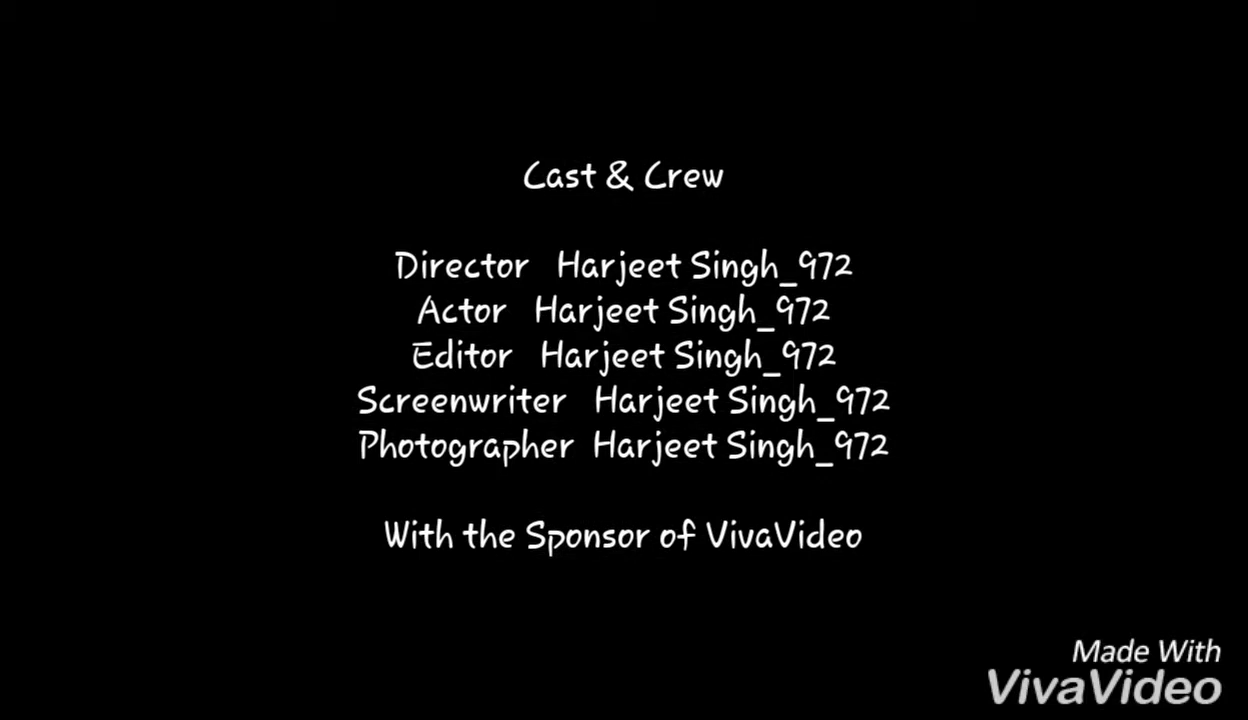 Cast & Crew
Director Harjeet Singh_972
Actor Harjeet Singh_972
Editor Harjeet Singh_972
Screenwriter Harjeet Singh_972
Photographer Harjeet Singh_972
With the Sponsor of VivaVideo
Made With
VivaVideo